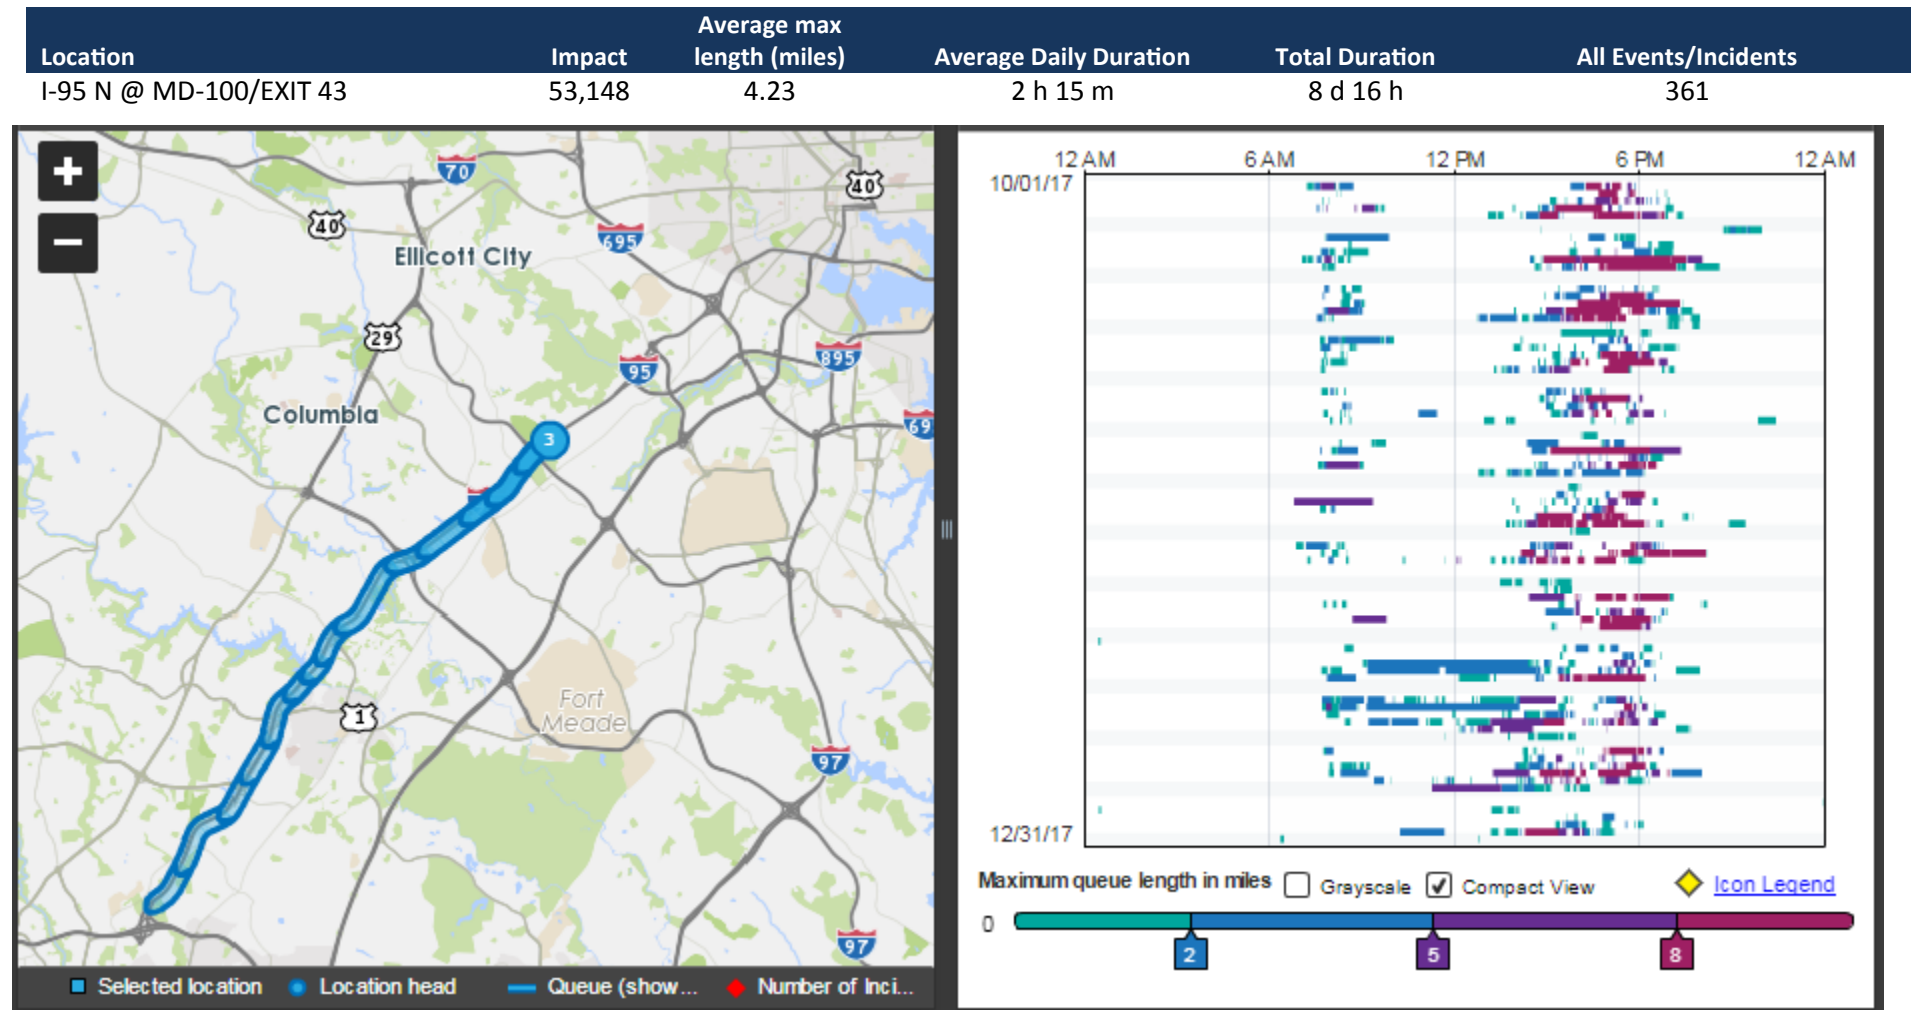 Average max
Location Impact length (miles) Average Daily Duration Total Duration All Events/Incidents
I-95 N @ MD-100/EXIT 43 53,148 4.23 2 h 15 m 8 d 16 h 361
+
−
70
40
40
695
Ellicott City
29
95
895
Columbia
69
3
1
Fort
Meade
97
97
Selected location Location head Queue (show... Number of Inci...
12 AM 6 AM 12 PM 6 PM 12 AM
10/01/17
12/31/17
Maximum queue length in miles Grayscale Compact View Icon Legend
0
2 5 8